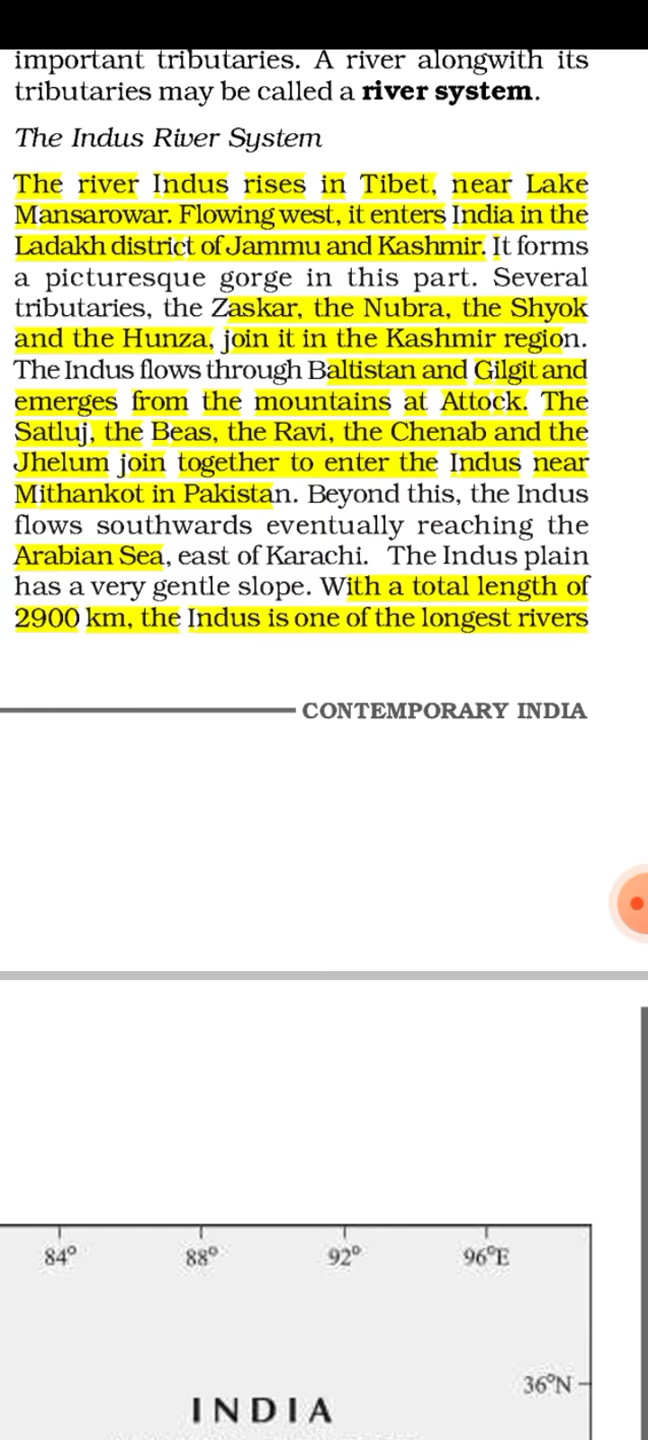 important tributaries. A river alongwith its
tributaries may be called a river system.
The Indus River System
The river Indus rises in Tibet, near Lake
Mansarowar. Flowing west, it enters India in the
Ladakh district of Jammu and Kashmir. It forms
a picturesque gorge in this part. Several
tributaries, the Zaskar, the Nubra, the Shyok
and the Hunza, join it in the Kashmir region.
The Indus flows through Baltistan and Gilgit and
emerges from the mountains at Attock. The
Satluj, the Beas, the Ravi, the Chenab and the
Jhelum join together to enter the Indus near
Mithankot in Pakistan. Beyond this, the Indus
flows southwards eventually reaching the
Arabian Sea, east of Karachi. The Indus plain
has a very gentle slope. With a total length of
2900 km, the Indus is one of the longest rivers
CONTEMPORARY INDIA
84° 88° 92° 96°E
36°N
INDIA